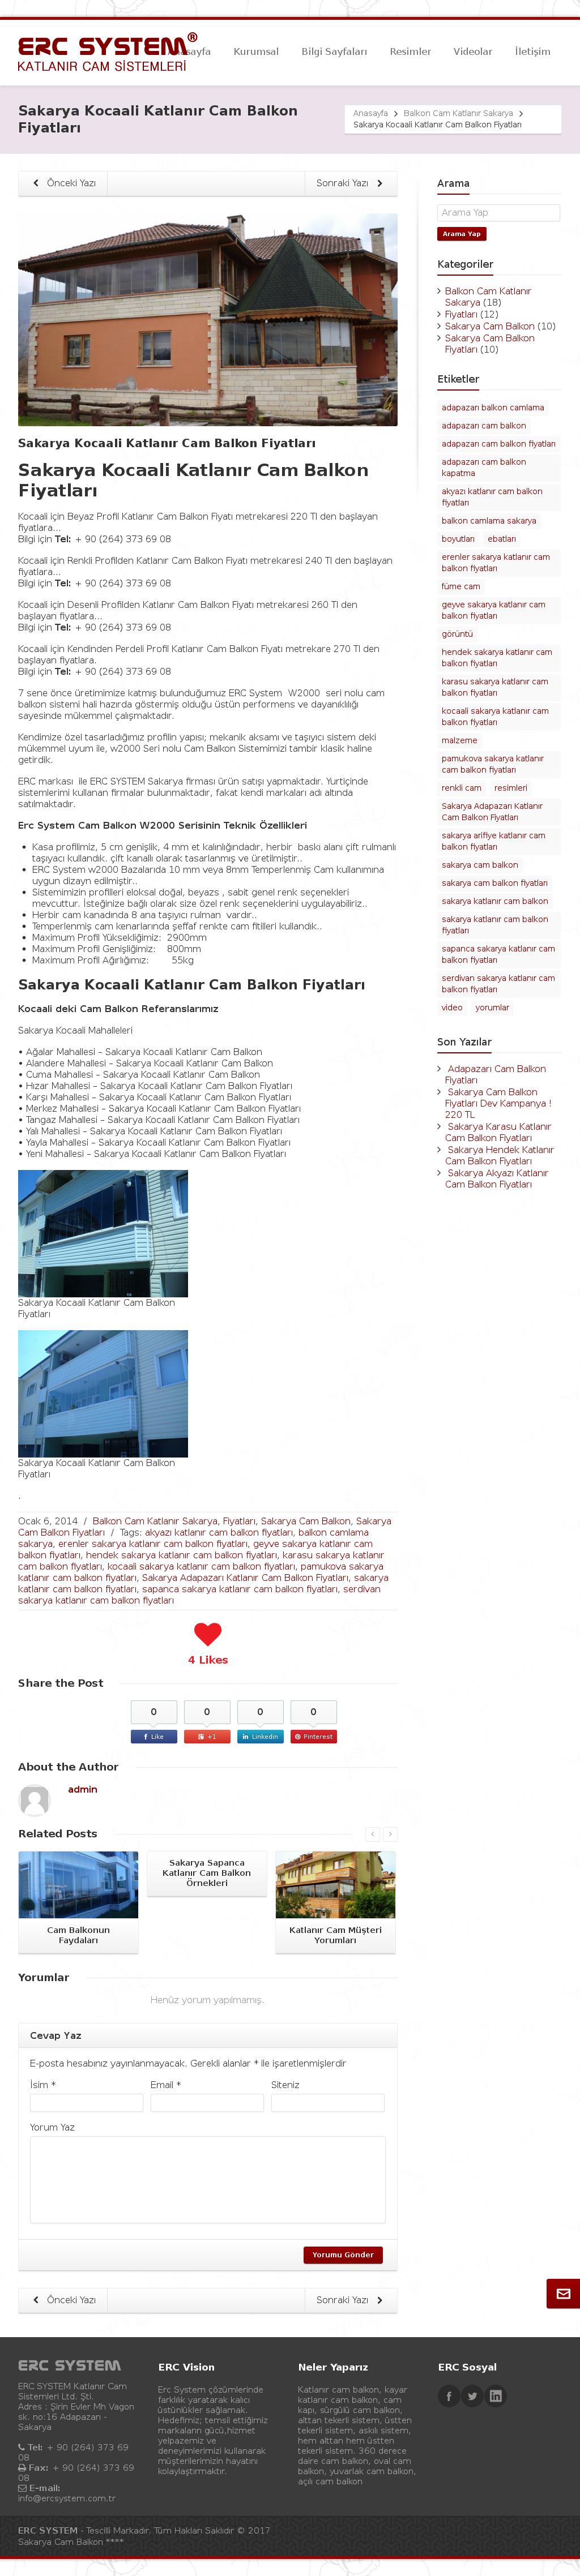 ERC SYSTEM®
KATLANIR CAM SİSTEMLERİ
Anasayfa
Kurumsal
Bilgi Sayfaları
Resimler
Videolar
İletişim
Sakarya Kocaali Katlanır Cam Balkon
Fiyatları
Anasayfa
Balkon Cam Katlanır Sakarya
Sakarya Kocaali Katlanır Cam Balkon Fiyatları
Önceki Yazı
Sonraki Yazı
Sakarya Kocaali Katlanır Cam Balkon Fiyatları
Sakarya Kocaali Katlanır Cam Balkon
Fiyatları
Kocaali için Beyaz Profil Katlanır Cam Balkon Fiyatı metrekaresi 220 Tl den başlayan
fiyatlara…
Bilgi için Tel: + 90 (264) 373 69 08
Kocaali için Renkli Profilden Katlanır Cam Balkon Fiyatı metrekaresi 240 Tl den başlayan
fiyatlara…
Bilgi için Tel: + 90 (264) 373 69 08
Kocaali için Desenli Profilden Katlanır Cam Balkon Fiyatı metrekaresi 260 Tl den
başlayan fiyatlara…
Bilgi için Tel: + 90 (264) 373 69 08
Kocaali için Kendinden Perdeli Profil Katlanır Cam Balkon Fiyatı metrekare 270 Tl den
başlayan fiyatlara.
Bilgi için Tel: + 90 (264) 373 69 08
7 sene önce üretimimize katmış bulunduğumuz ERC System W2000 seri nolu cam
balkon sistemi hali hazırda göstermiş olduğu üstün performens ve dayanıklılığı
sayesinde mükemmel çalışmaktadır.
Kendimize özel tasarladığımız köşeli profili yapısı; mekanik aksamı ve taşıyıcı sistem deki
mükemmel uyum ile, w2000 Seri nolu Cam Balkon Sistemimizi tambir klasik haline
getirdik.
ERC markası ile ERC SYSTEM Sakarya firması ürün satışı yapmaktadır. Yurtiçinde
sistemlerimi kullanan firmalar bulunmaktadır, fakat kendi markaları adı altında
satılmaktadır.
Erc System Cam Balkon W2000 Serisinin Teknik Özellikleri
• Kasa profilimiz, 5 cm genişlik, 4 mm et kalınlığındadır, herbir baskı alanı çift rulmanlı
taşıyacı kullandık. çift kanallı olarak tasarlanmış ve üretilmiştir..
• ERC System w2000 Bazalarıda 10 mm veya 8mm Temperlenmiş Cam kullanımına
uygun dizayn edilmiştir..
• Sistemimizin profilleri eloksal doğal, beyazs , sabit genel renk seçenekleri
mevcuttur. İsteğinize bağlı olarak size özel renk seçeneklerini uygulayabiliriz..
• Herbir cam kanadında 8 ana taşıyıcı rulman vardır..
• Temperlenmiş cam kenarlarında şeffaf renkte cam fitilleri kullandık..
• Maximum Profil Yüksekliğimiz: 2900mm
• Maximum Profil Genişliğimiz: 800mm
• Maximum Profil Ağırlığımız: 55kg
Sakarya Kocaali Katlanır Cam Balkon Fiyatları
Kocaali deki Cam Balkon Referanslarımız
Sakarya Kocaali Mahalleleri
• Ağalar Mahallesi – Sakarya Kocaali Katlanır Cam Balkon
• Alandere Mahallesi – Sakarya Kocaali Katlanır Cam Balkon
• Cuma Mahallesi – Sakarya Kocaali Katlanır Cam Balkon
• Hızar Mahallesi – Sakarya Kocaali Katlanır Cam Balkon Fiyatları
• Karşı Mahallesi – Sakarya Kocaali Katlanır Cam Balkon Fiyatları
• Merkez Mahallesi – Sakarya Kocaali Katlanır Cam Balkon Fiyatları
• Tangaz Mahallesi – Sakarya Kocaali Katlanır Cam Balkon Fiyatları
• Yalı Mahallesi – Sakarya Kocaalir Katlanır Cam Balkon Fiyatları
• Yayla Mahallesi – Sakarya Kocaali Katlanır Cam Balkon Fiyatları
• Yeni Mahallesi – Sakarya Kocaali Katlanır Cam Balkon Fiyatları
Sakarya Kocaali Katlanır Cam Balkon
Fiyatları
Sakarya Kocaali Katlanır Cam Balkon
Fiyatları
.
Ocak 6, 2014 / Balkon Cam Katlanır Sakarya, Fiyatları, Sakarya Cam Balkon, Sakarya
Cam Balkon Fiyatları / Tags: akyazı katlanır cam balkon fiyatları, balkon camlama
sakarya, erenler sakarya katlanır cam balkon fiyatları, geyve sakarya katlanır cam
balkon fiyatları, hendek sakarya katlanır cam balkon fiyatları, karasu sakarya katlanır
cam balkon fiyatları, kocaali sakarya katlanır cam balkon fiyatları, pamukova sakarya
katlanır cam balkon fiyatları, Sakarya Adapazarı Katlanır Cam Balkon Fiyatları, sakarya
katlanır cam balkon fiyatları, sapanca sakarya katlanır cam balkon fiyatları, serdivan
sakarya katlanır cam balkon fiyatları
4 Likes
Share the Post
0
0
0
0
Like
+1
Linkedin
Pinterest
About the Author
admin
Related Posts
Cam Balkonun
Faydaları
Sakarya Sapanca
Katlanır Cam Balkon
Örnekleri
Katlanır Cam Müşteri
Yorumları
Yorumlar
Henüz yorum yapılmamış.
Cevap Yaz
E-posta hesabınız yayınlanmayacak. Gerekli alanlar * ile işaretlenmişlerdir
İsim *
Email *
Siteniz
Yorum Yaz
Yorumu Gönder
Önceki Yazı
Sonraki Yazı
Arama
Arama Yap
Arama Yap
Kategoriler
Balkon Cam Katlanır
Sakarya (18)
Fiyatları (12)
Sakarya Cam Balkon (10)
Sakarya Cam Balkon
Fiyatları (10)
Etiketler
adapazarı balkon camlama
adapazarı cam balkon
adapazarı cam balkon fiyatları
adapazarı cam balkon
kapatma
akyazı katlanır cam balkon
fiyatları
balkon camlama sakarya
boyutları
ebatları
erenler sakarya katlanır cam
balkon fiyatları
füme cam
geyve sakarya katlanır cam
balkon fiyatları
görüntü
hendek sakarya katlanır cam
balkon fiyatları
karasu sakarya katlanır cam
balkon fiyatları
kocaali sakarya katlanır cam
balkon fiyatları
malzeme
pamukova sakarya katlanır
cam balkon fiyatları
renkli cam
resimleri
Sakarya Adapazarı Katlanır
Cam Balkon Fiyatları
sakarya arifiye katlanır cam
balkon fiyatları
sakarya cam balkon
sakarya cam balkon fiyatları
sakarya katlanır cam balkon
sakarya katlanır cam balkon
fiyatları
sapanca sakarya katlanır cam
balkon fiyatları
serdivan sakarya katlanır cam
balkon fiyatları
video
yorumlar
Son Yazılar
Adapazarı Cam Balkon
Fiyatları
Sakarya Cam Balkon
Fiyatları Dev Kampanya !
220 TL
Sakarya Karasu Katlanır
Cam Balkon Fiyatları
Sakarya Hendek Katlanır
Cam Balkon Fiyatları
Sakarya Akyazı Katlanır
Cam Balkon Fiyatları
ERC SYSTEM
ERC SYSTEM Katlanır Cam
Sistemleri Ltd. Şti.
Adres : Şirin Evler Mh Vagon
sk. no:16 Adapazarı -
Sakarya
Tel: + 90 (264) 373 69
08
Fax: + 90 (264) 373 69
08
E-mail:
info@ercsystem.com.tr
ERC Vision
Erc System çözümlerinde
farklılık yaratarak kalıcı
üstünlükler sağlamak.
Hedefimiz; temsil ettiğimiz
markaların gücü,hizmet
yelpazemiz ve
deneyimlerimizi kullanarak
müşterilerimizin hayatını
kolaylaştırmaktır.
Neler Yaparız
Katlanır cam balkon, kayar
katlanır cam balkon, cam
kapı, sürgülü cam balkon,
alttan tekerli sistem, üstten
tekerli sistem, askılı sistem,
hem alttan hem üstten
tekerli sistem. 360 derece
daire cam balkon, oval cam
balkon, yuvarlak cam balkon,
açılı cam balkon
ERC Sosyal
ERC SYSTEM - Tescilli Markadır. Tüm Hakları Saklıdır © 2017
Sakarya Cam Balkon ****